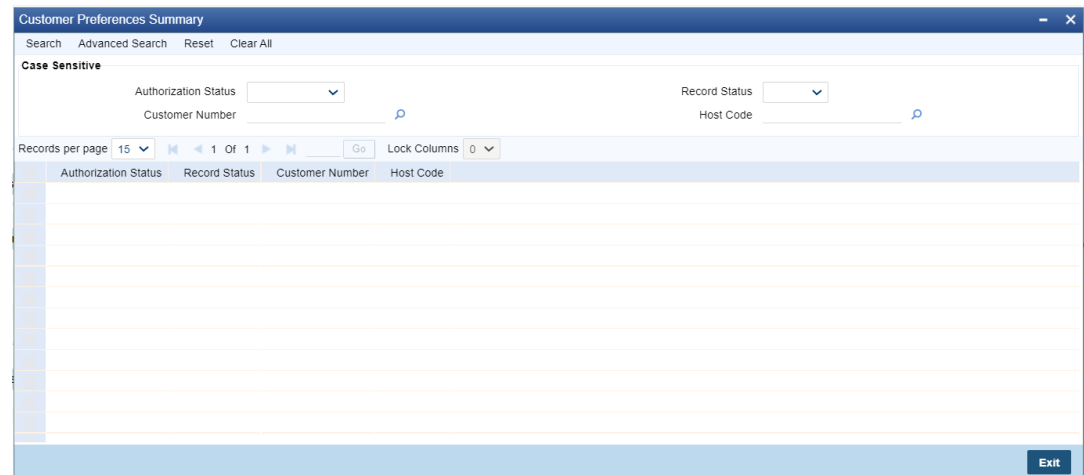 Customer Preferences Summary
Search Advanced Search Reset Clear All
Case Sensitive
Authorization Status Record Status
Customer Number Host Code
Records per page 15 1 Of 1 Go Lock Columns 0
Authorization Status Record Status Customer Number Host Code
Exit